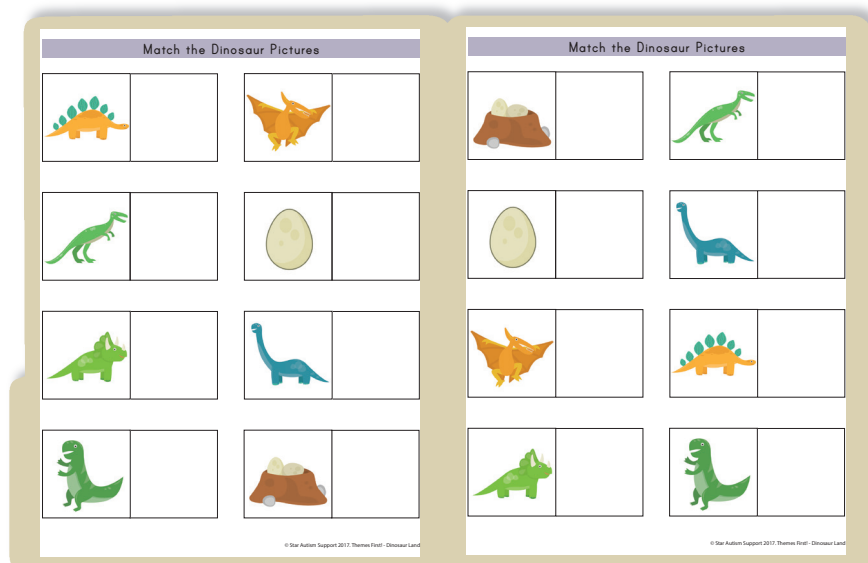 Match the Dinosaur Pictures
© Star Autism Support 2017. Themes First! - Dinosaur Land
Match the Dinosaur Pictures
© Star Autism Support 2017. Themes First! - Dinosaur Land